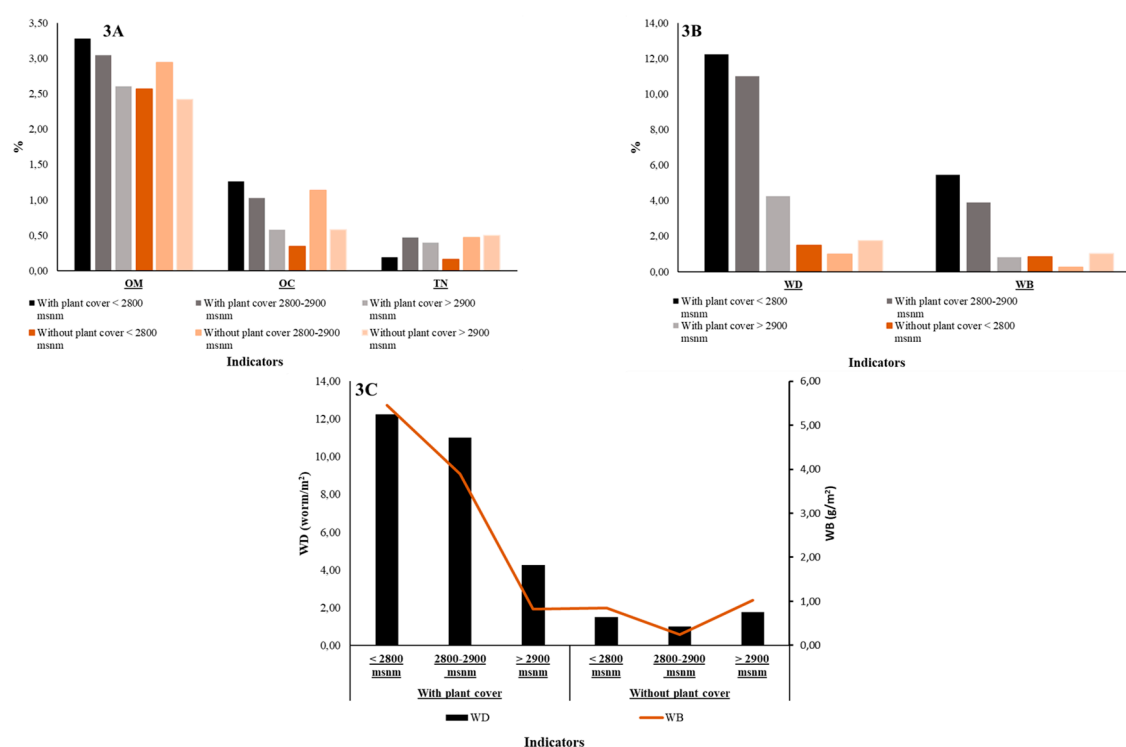 3A
3,50
3,00
2,50
2,00
1,50
1,00
0,50
0,00
%
OM OC TN
With plant cover < 2800 msnm
With plant cover 2800-2900 msnm
With plant cover > 2900 msnm
Without plant cover < 2800 msnm
Without plant cover 2800-2900 msnm
Without plant cover > 2900 msnm
Indicators
3B
14,00
12,00
10,00
8,00
6,00
4,00
2,00
0,00
%
WD WB
With plant cover < 2800 msnm
With plant cover 2800-2900 msnm
With plant cover > 2900 msnm
Without plant cover < 2800 msnm
Indicators
3C
14,00
12,00
10,00
8,00
6,00
4,00
2,00
0,00
WD (worm/m²)
6,00
5,00
4,00
3,00
2,00
1,00
0,00
WB (g/m²)
< 2800 2800-2900 > 2900 < 2800 2800-2900 > 2900
msnm msnm msnm msnm msnm msnm
With plant cover Without plant cover
WD WB
Indicators